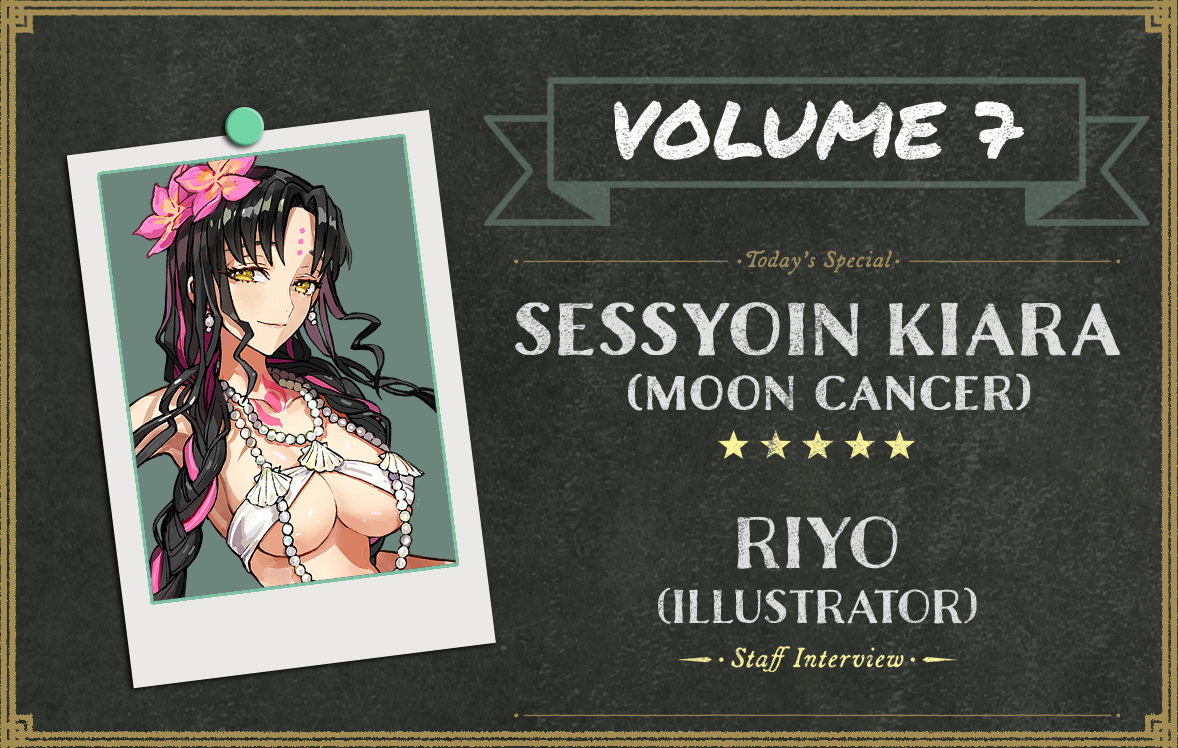 VOLUME 7
Today's Special
SESSYOIN KIARA
(MOON CANCER)
RIYO
(ILLUSTRATOR)
Staff Interview